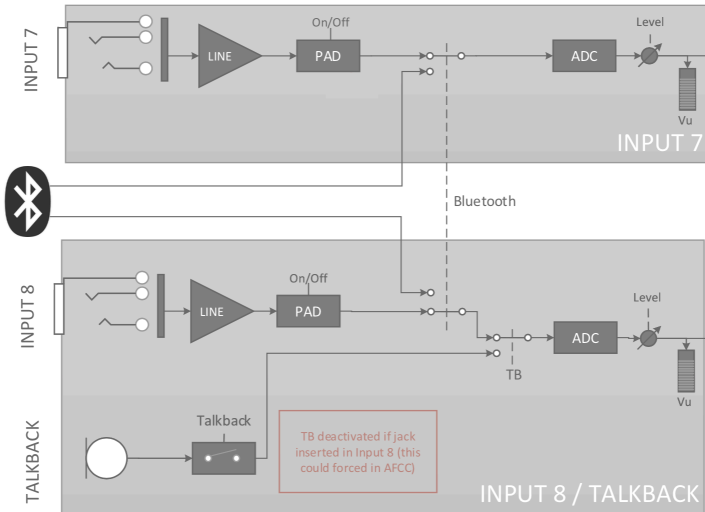 INPUT 7
On/Off
LINE
PAD
ADC
Level
Vu
INPUT 7
Bluetooth
INPUT 8
On/Off
LINE
PAD
TB
ADC
Level
Vu
TALKBACK
Talkback
TB deactivated if jack
inserted in Input 8 (this
could forced in AFCC)
INPUT 8 / TALKBACK